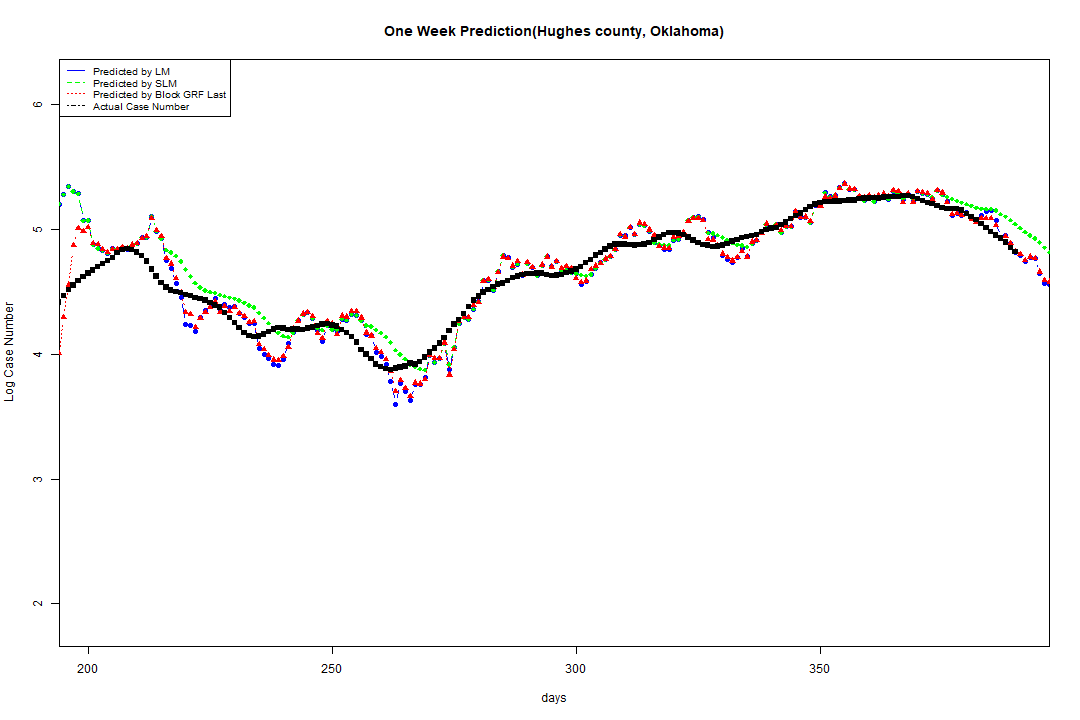 One Week Prediction(Hughes county, Oklahoma)
Predicted by LM
Predicted by SLM
Predicted by Block GRF Last
Actual Case Number
6
5
4
3
2
Log Case Number
200
250
300
350
days